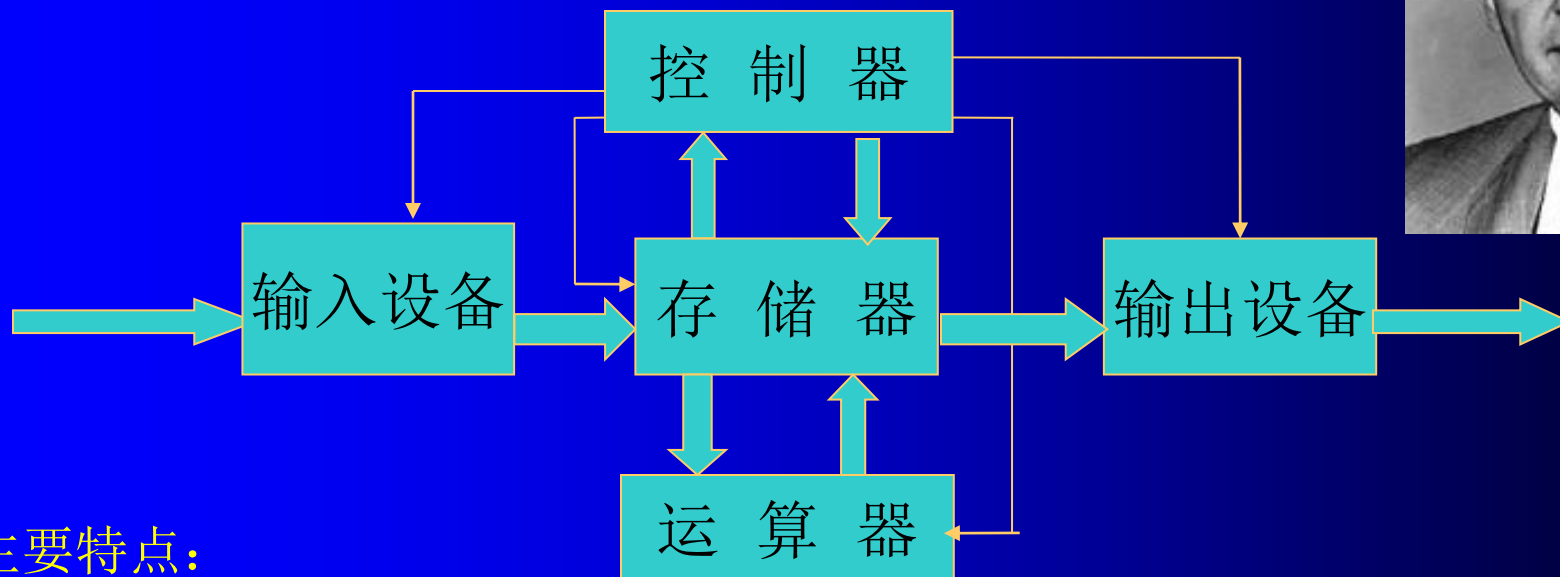 控 制 器
输入设备
存 储 器
输出设备
运 算 器
主要特点：